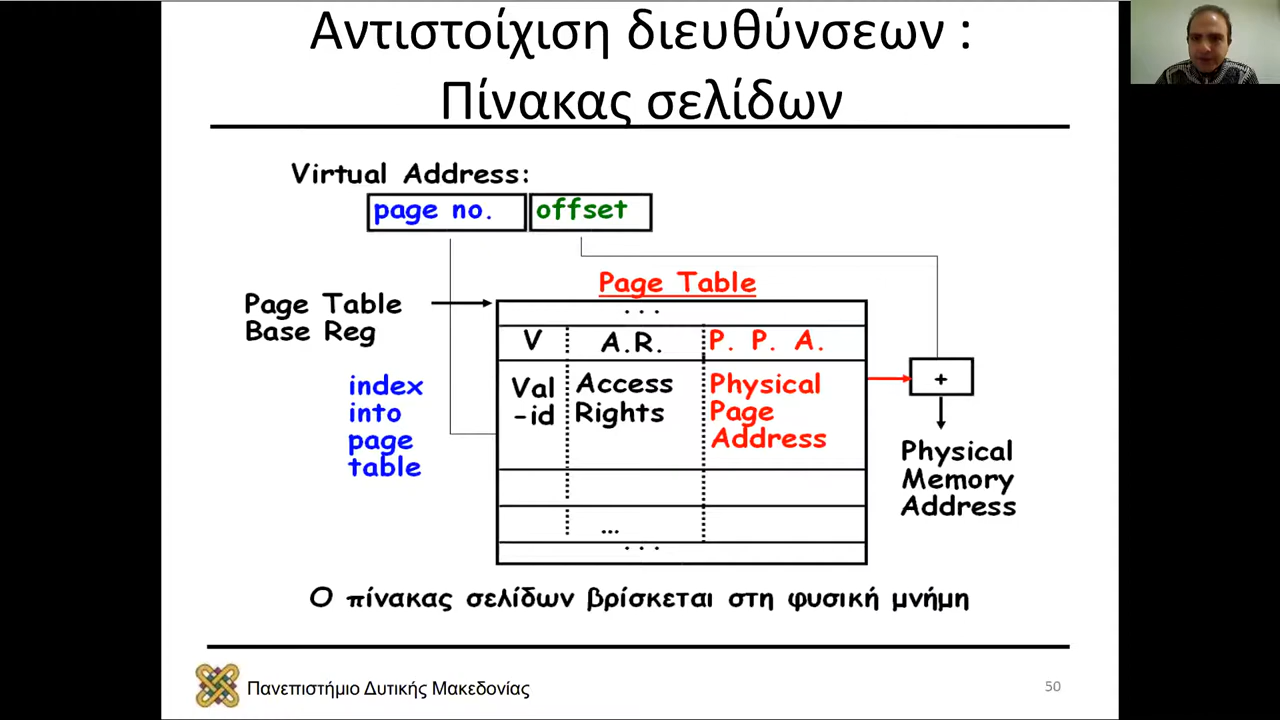 Αντιστοίχιση διευθύνσεων :
Πίνακας σελίδων
Virtual Address:
page no. offset
Page Table
Page Table
Base Reg
. . .
V A.R. P. P. A.
index
into
page
table
Val
-id
Access
Rights
Physical
Page
Address
+
Physical
Memory
Address
...
. . .
Ο πίνακας σελίδων βρίσκεται στη φυσική μνήμη
Πανεπιστήμιο Δυτικής Μακεδονίας
50